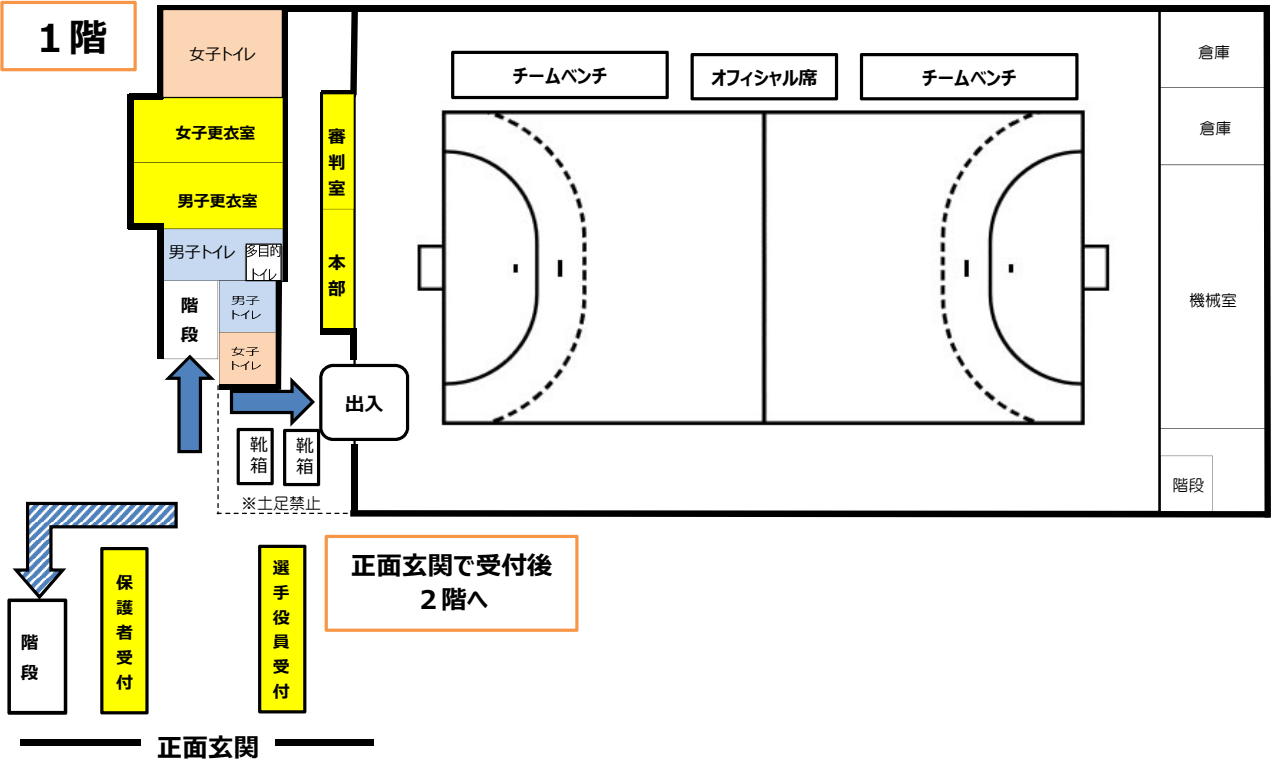 １階
女子トイレ
女子更衣室
男子更衣室
男子トイレ
多目的
トイレ
階
段
男子
トイレ
女子
トイレ
審
判
室
本
部
チームベンチ
オフィシャル席
チームベンチ
倉庫
倉庫
機械室
階段
出入
靴
箱
靴
箱
※土足禁止
正面玄関で受付後
２階へ
階
段
保
護
者
受
付
選
手
役
員
受
付
正面玄関